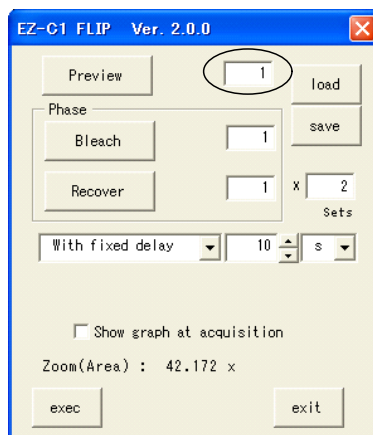 EZ-C1 FLIP Ver. 2.0.0
Preview 1 load
Phase
Bleach 1 save
Recover 1 x 2
Sets
With fixed delay 10 s
Show graph at acquisition
Zoom(Area) : 42.172 x
exec exit